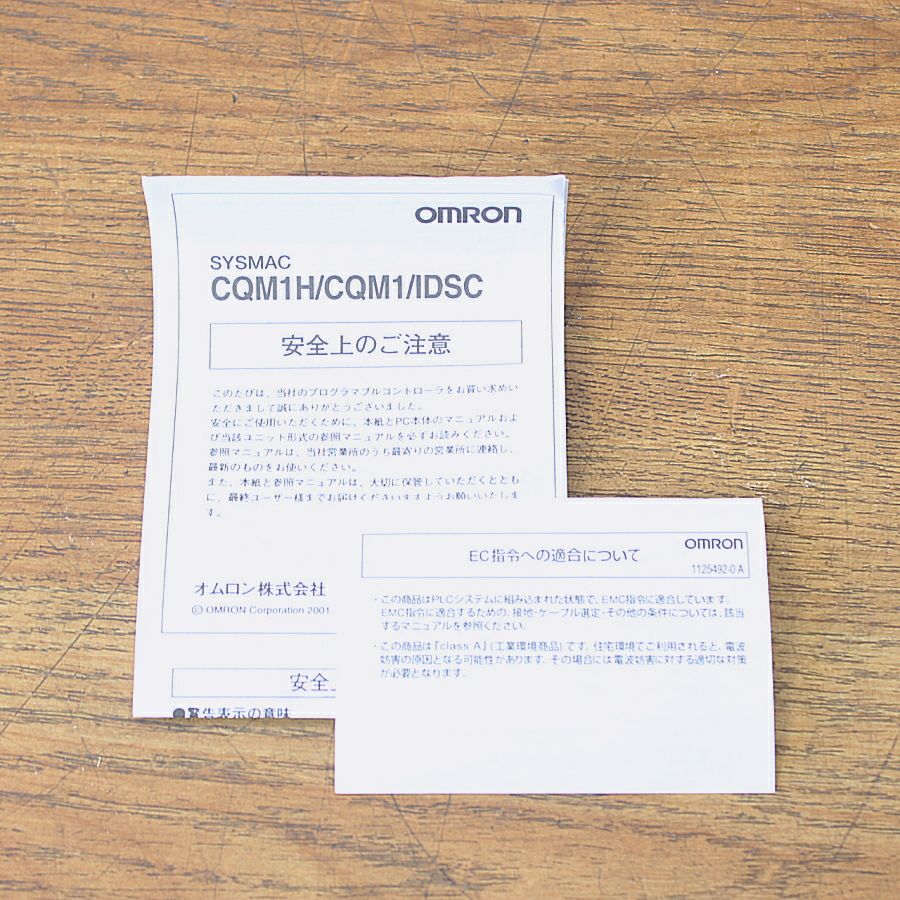 OMRON
SYSMAC
CQM1H/CQM1/IDSC
安全上のご注意
このたびは、当社のプログラマブルコントローラをお買い求めい
ただきまして誠にありがとうございました。
安全にご使用いただくために、本紙とPC本体のマニュアルおよ
び当該ユニット形式の参照マニュアルを必ずお読みください。
参照マニュアルは、当社営業所のうち最寄りの営業所に連絡し、
最新のものをお使いください。
また、本紙と参照マニュアルは、大切に保管していただくととも
に、最終ユーザー様までお届けくださいますようお願いいたしま
す。
オムロン株式会社
© OMRON Corporation 2001
安全上
●警告表示の意味
EC指令への適合について
OMRON
1125492-0 A
・この商品はPLCシステムに組み込まれた状態で、EMC指令に適合しています。
EMC指令に適合するための、接地・ケーブル選定・その他の条件については、該当
するマニュアルを参照ください。
・この商品は「class A」(工業環境商品)です。住宅環境でご利用されると、電波
妨害の原因となる可能性があります。その場合には電波妨害に対する適切な対策
が必要となります。